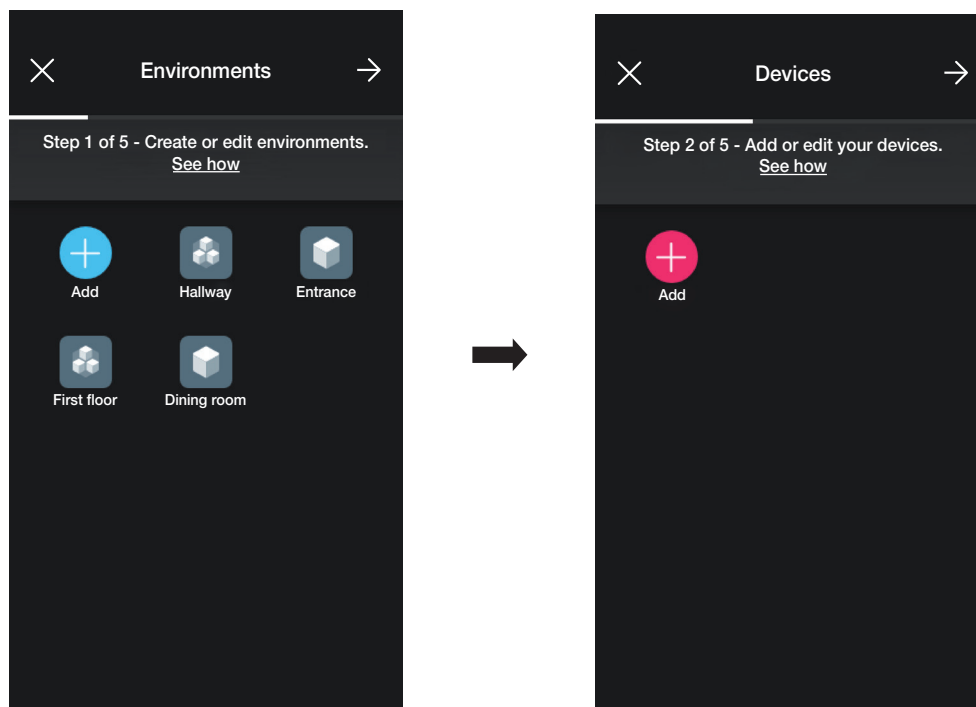 Environments
Step 1 of 5 - Create or edit environments.
See how
Add
Hallway
Entrance
First floor
Dining room
Devices
Step 2 of 5 - Add or edit your devices.
See how
Add